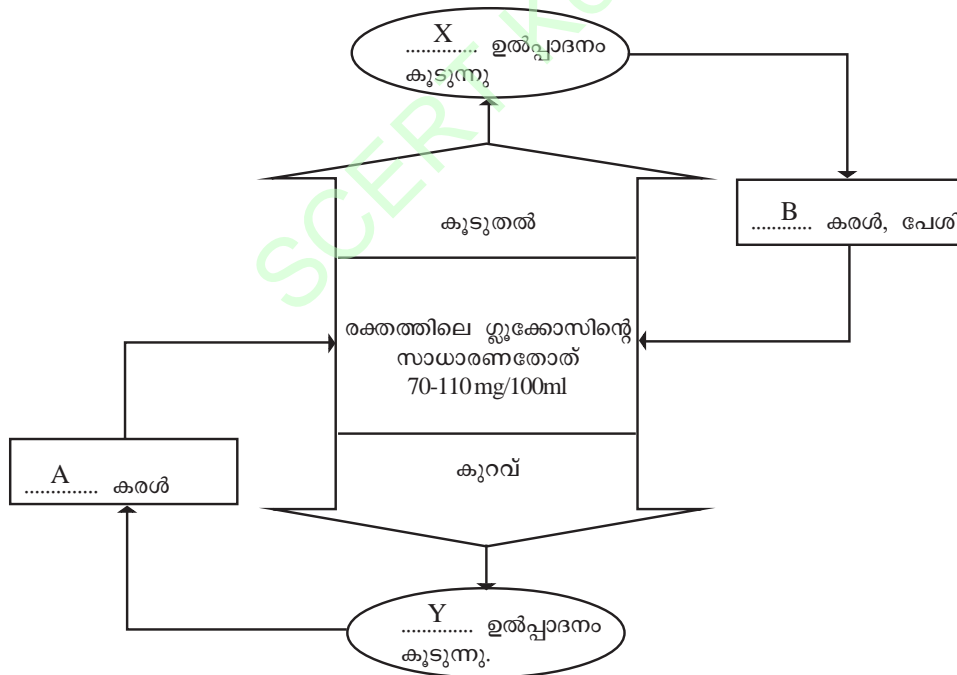 X
.............. ഉൽപ്പാദനം
കൂടുന്നു
കൂടുതൽ
B
............ കരൾ, പേശി
രക്തത്തിലെ ഗ്ലൂക്കോസിന്റെ
സാധാരണതോത്
70-110 mg/100ml
A
.............. കരൾ
കുറവ്
Y
.............. ഉൽപ്പാദനം
കൂടുന്നു.
SCERT